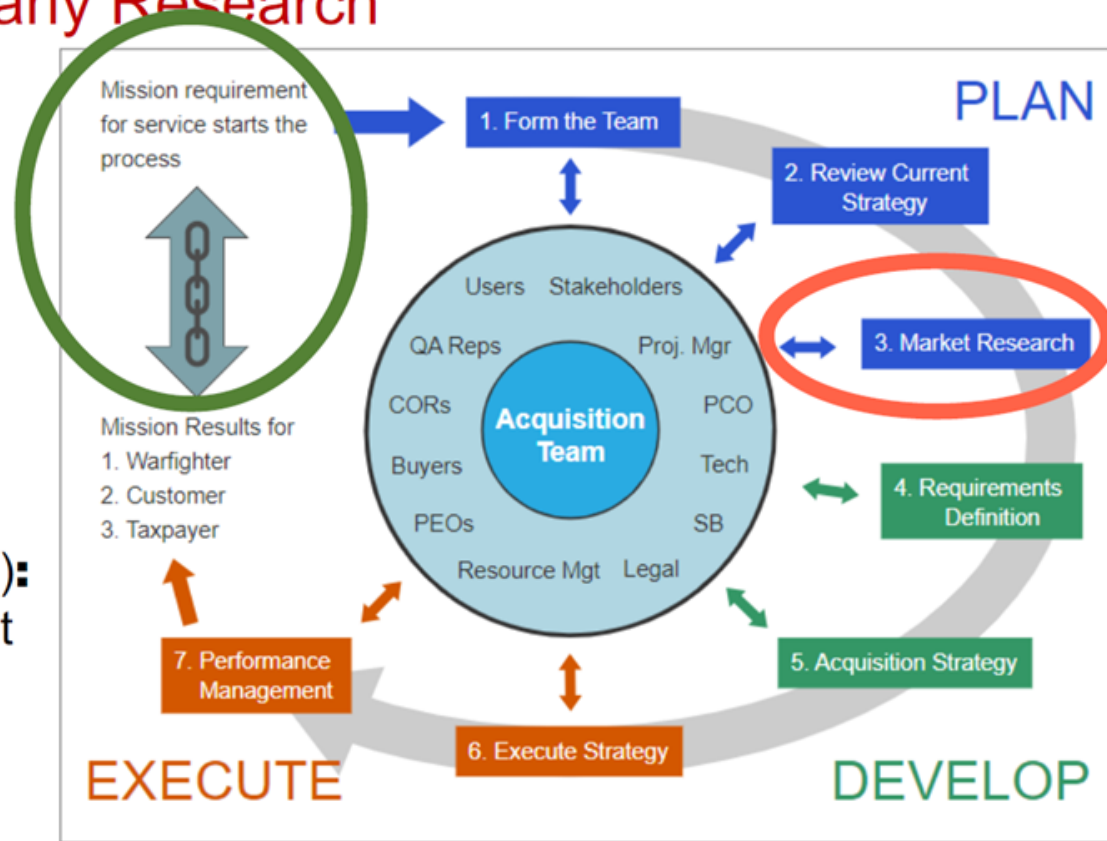 arly Research
Mission requirement
for service starts the
process
PLAN
1. Form the Team
2. Review Current
Strategy
3. Market Research
Users Stakeholders
QA Reps Proj. Mgr
CORs PCO
Acquisition
Team
Buyers Tech
PEOs SB
Resource Mgt Legal
4. Requirements
Definition
5. Acquisition Strategy
6. Execute Strategy
7. Performance
Management
Mission Results for
1. Warfighter
2. Customer
3. Taxpayer
):
t
EXECUTE
DEVELOP